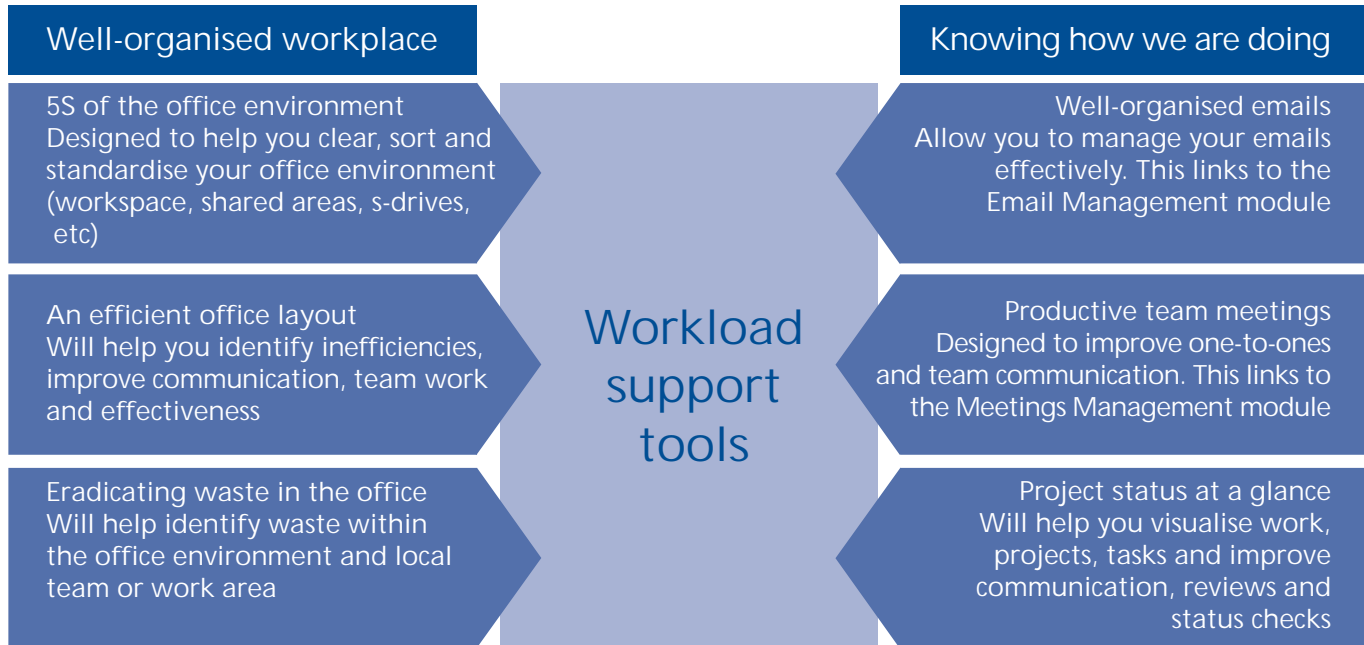 Well-organised workplace
5S of the office environment
Designed to help you clear, sort and
standardise your office environment
(workspace, shared areas, s-drives,
etc)
An efficient office layout
Will help you identify inefficiencies,
improve communication, team work
and effectiveness
Eradicating waste in the office
Will help identify waste within
the office environment and local
team or work area
Workload
support
tools
Knowing how we are doing
Well-organised emails
Allow you to manage your emails
effectively. This links to the
Email Management module
Productive team meetings
Designed to improve one-to-ones
and team communication. This links to
the Meetings Management module
Project status at a glance
Will help you visualise work,
projects, tasks and improve
communication, reviews and
status checks